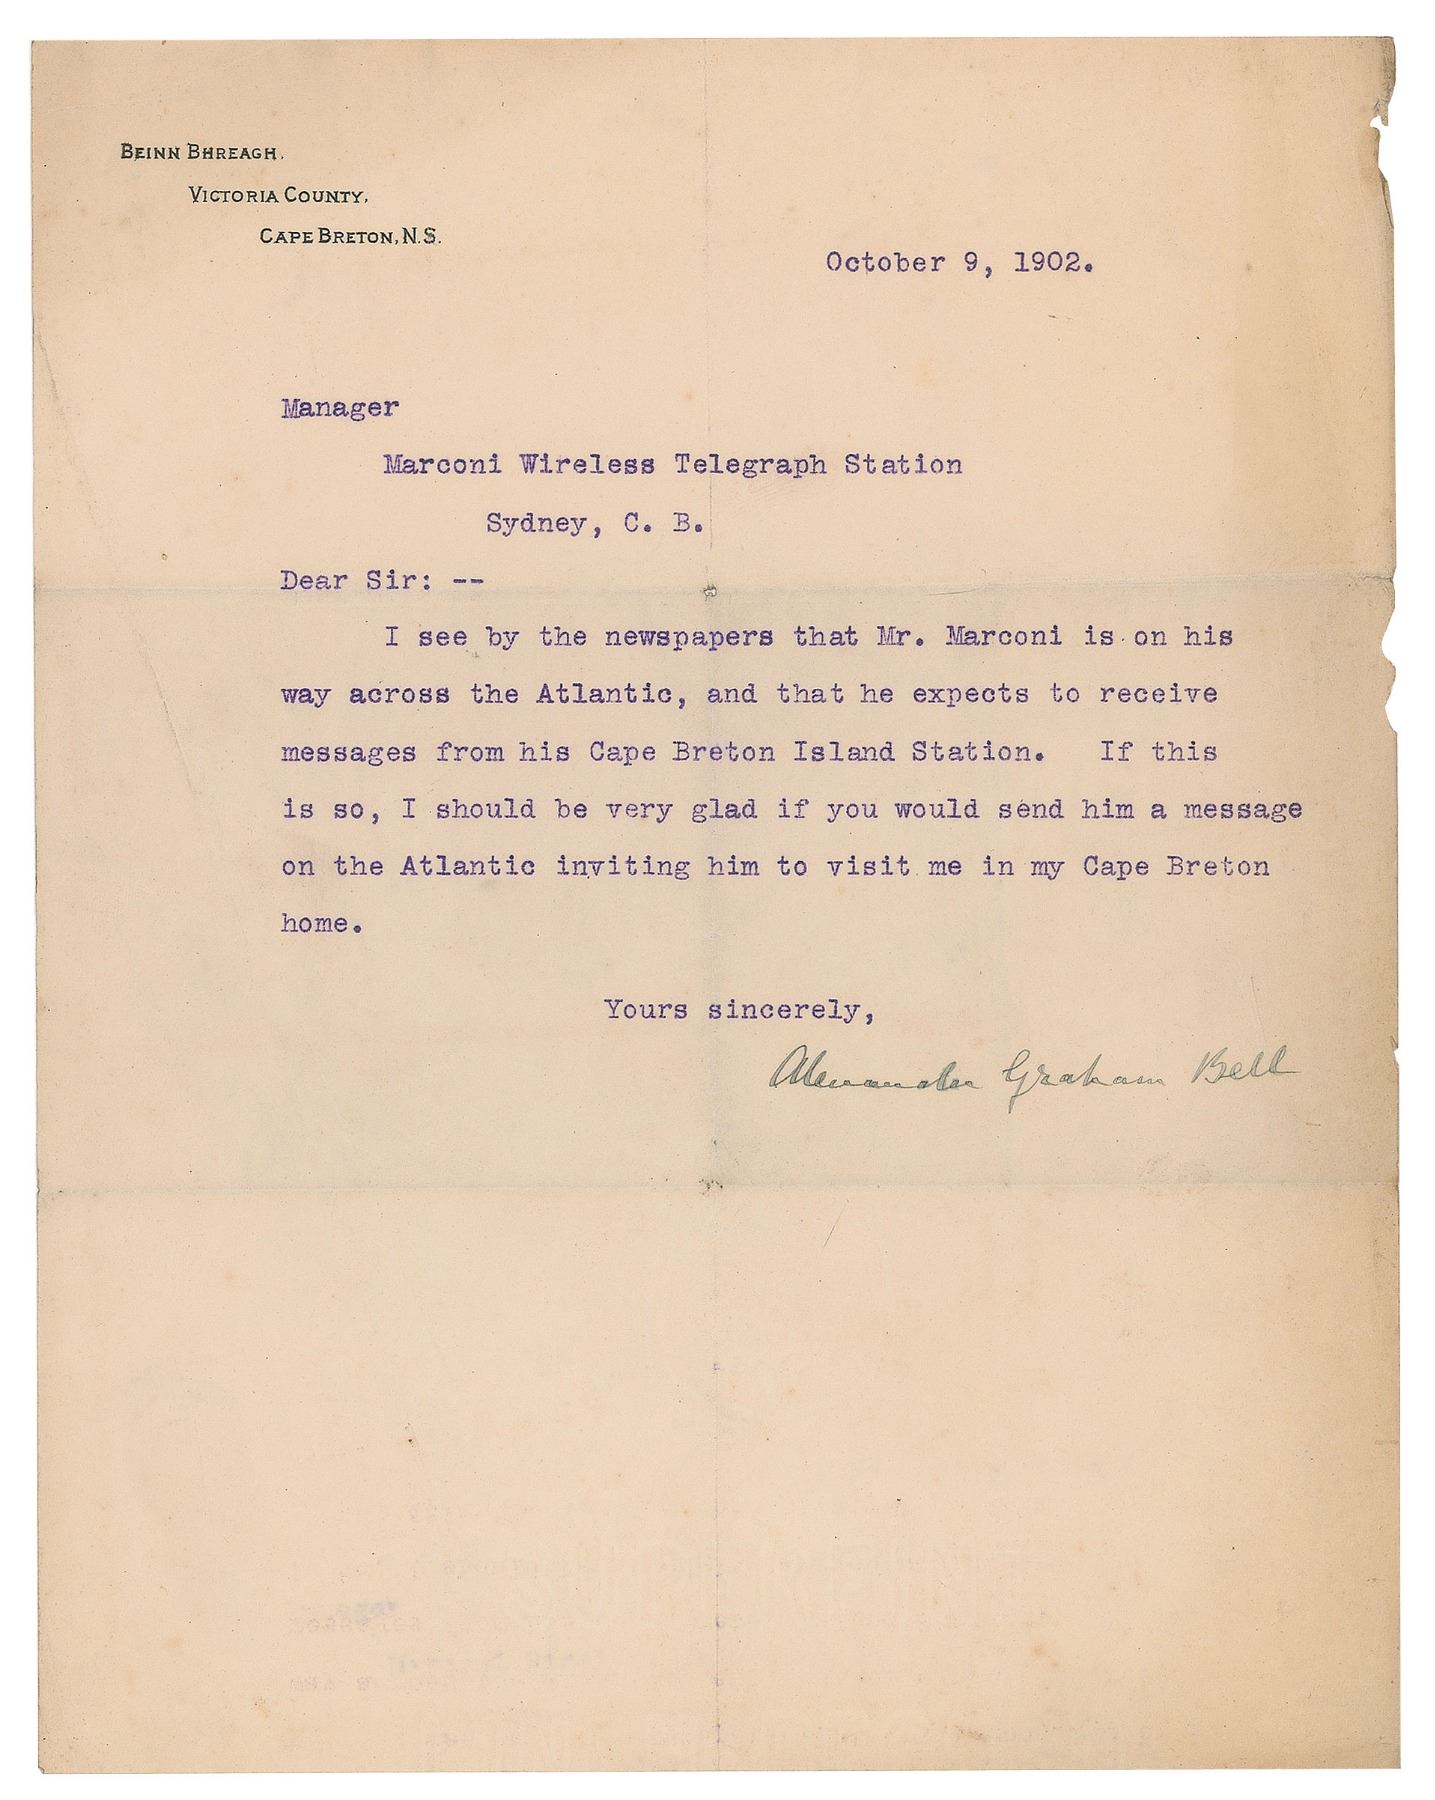 BEINN BHREAGH,
VICTORIA COUNTY,
CAPE BRETON, N.S.
October 9, 1902.
Manager
Marconi Wireless Telegraph Station
Sydney, C. B.
Dear Sir: --
I see by the newspapers that Mr. Marconi is on his
way across the Atlantic, and that he expects to receive
messages from his Cape Breton Island Station. If this
is so, I should be very glad if you would send him a message
on the Atlantic inviting him to visit me in my Cape Breton
home.
Yours sincerely,
Alexander Graham Bell